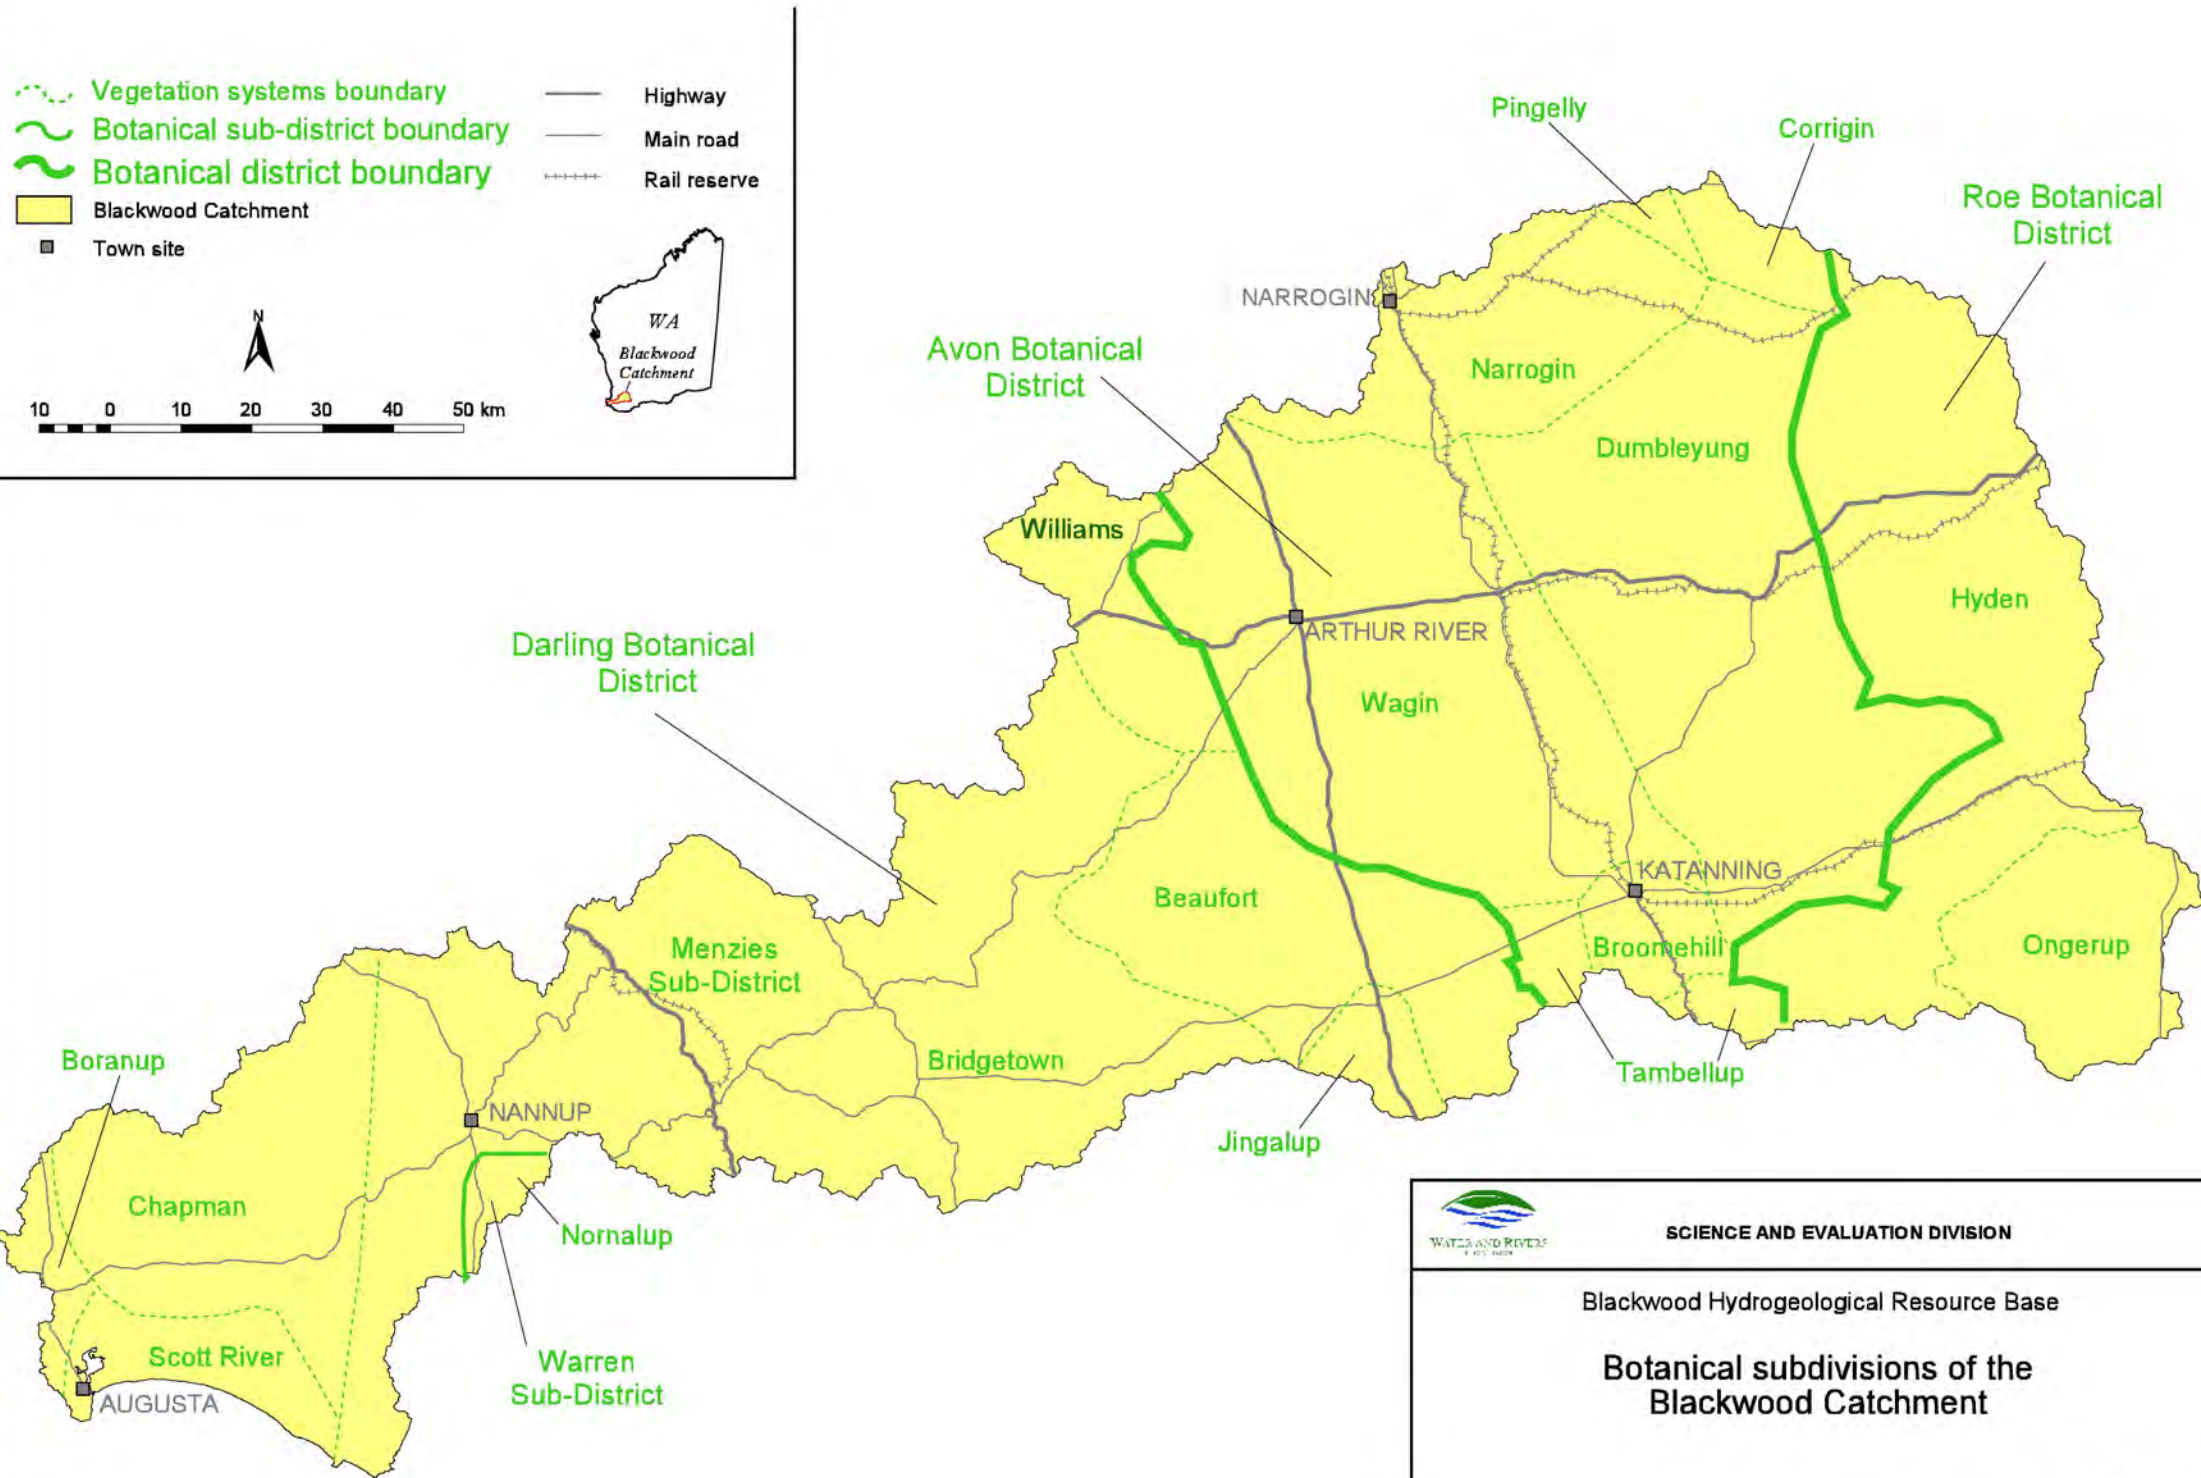 Vegetation systems boundary
Botanical sub-district boundary
Botanical district boundary
Blackwood Catchment
Town site
Highway
Main road
Rail reserve
N
10 0 10 20 30 40 50 km
WA
Blackwood
Catchment
Pingelly
Corrigin
Roe Botanical
District
NARROGIN
Avon Botanical
District
Narrogin
Dumbleyung
Williams
Hyden
ARTHUR RIVER
Darling Botanical
District
Wagin
KATANNING
Beaufort
Broomehill
Ongerup
Menzies
Sub-District
Boranup
Bridgetown
Tambellup
NANNUP
Jingalup
Chapman
Nornalup
Scott River
Warren
Sub-District
AUGUSTA
WATER AND RIVERS
SCIENCE AND EVALUATION DIVISION
Blackwood Hydrogeological Resource Base
Botanical subdivisions of the
Blackwood Catchment